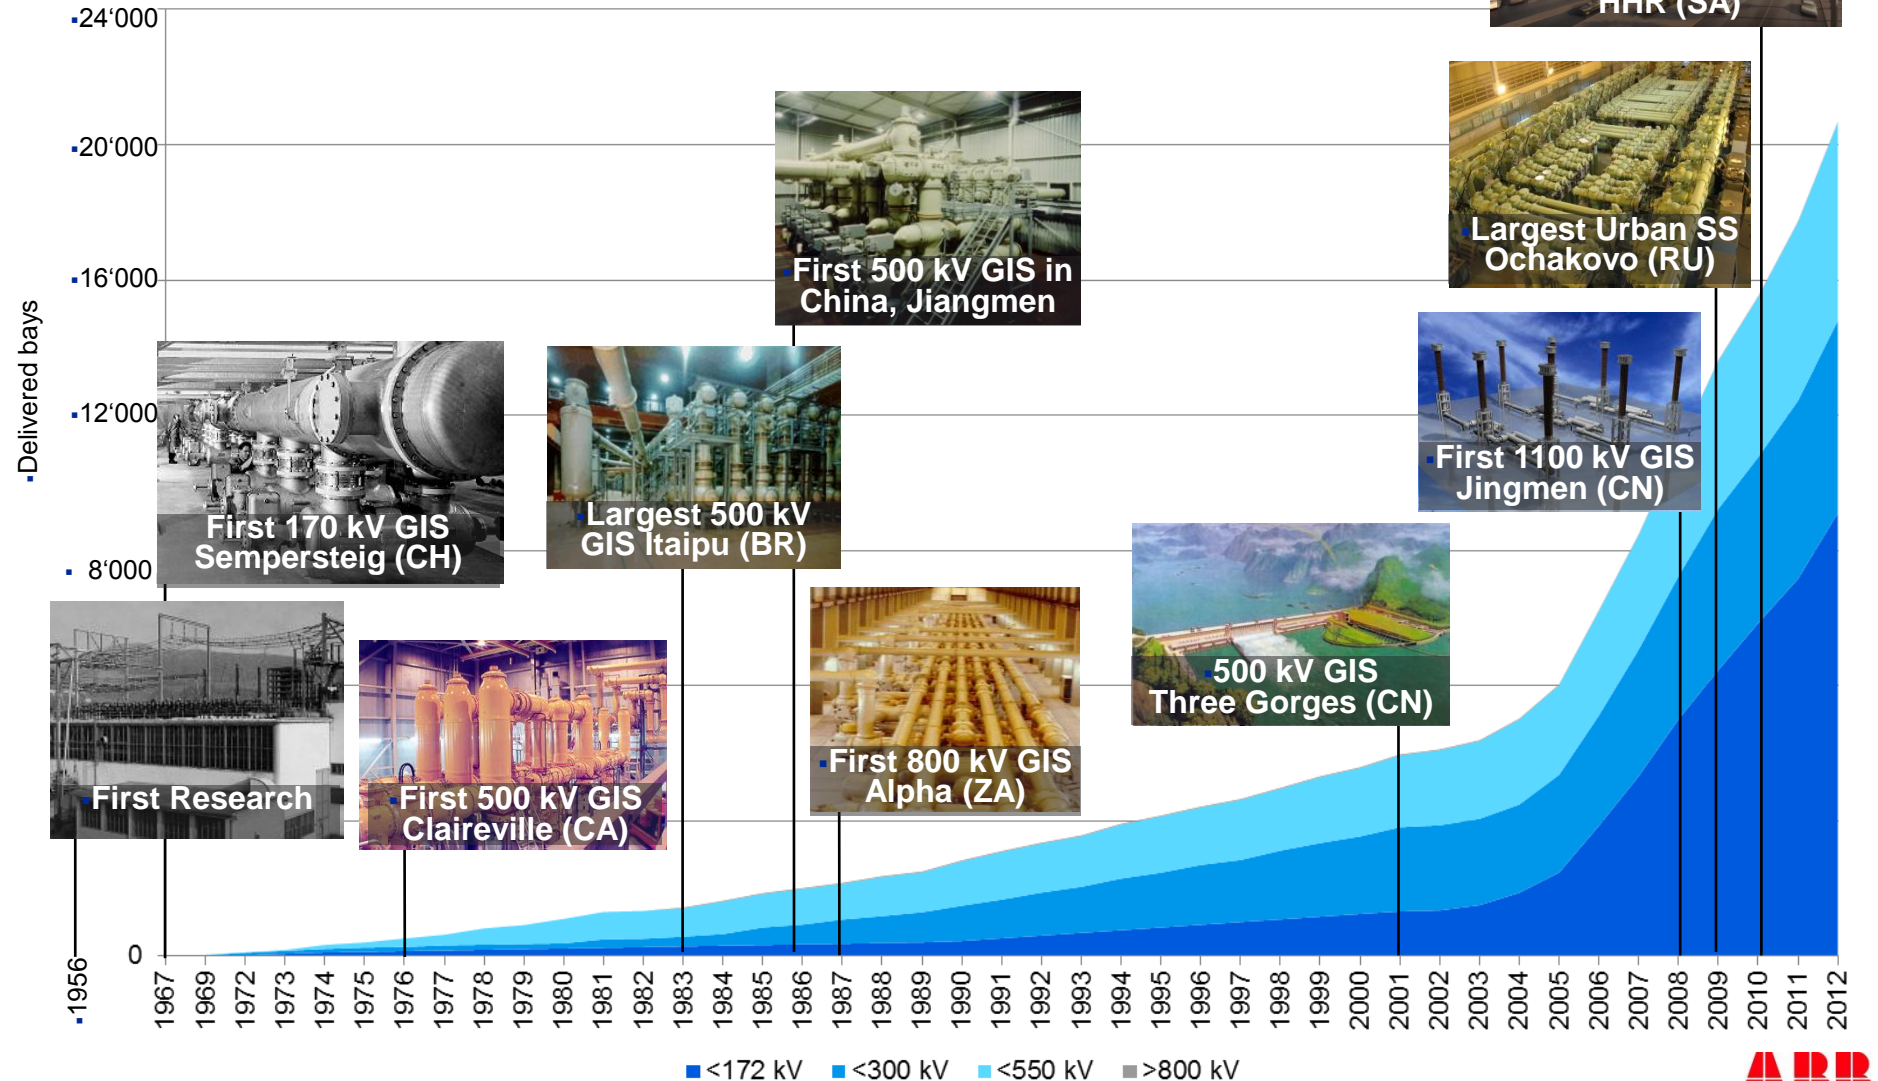 24‘000
HHR (SA)
20‘000
Largest Urban SS
Ochakovo (RU)
First 500 kV GIS in
China, Jiangmen
16‘000
Delivered bays
12‘000
First 170 kV GIS
Sempersteig (CH)
Largest 500 kV
GIS Itaipu (BR)
First 1100 kV GIS
Jingmen (CN)
8‘000
500 kV GIS
Three Gorges (CN)
First Research
First 500 kV GIS
Claireville (CA)
First 800 kV GIS
Alpha (ZA)
0
1956 1967 1969 1972 1973 1974 1975 1976 1977 1978 1979 1980 1981 1982 1983 1984 1985 1986 1987 1988 1989 1990 1991 1992 1993 1994 1995 1996 1997 1998 1999 2000 2001 2002 2003 2004 2005 2006 2007 2008 2009 2010 2011 2012
<172 kV <300 kV <550 kV >800 kV
ABB